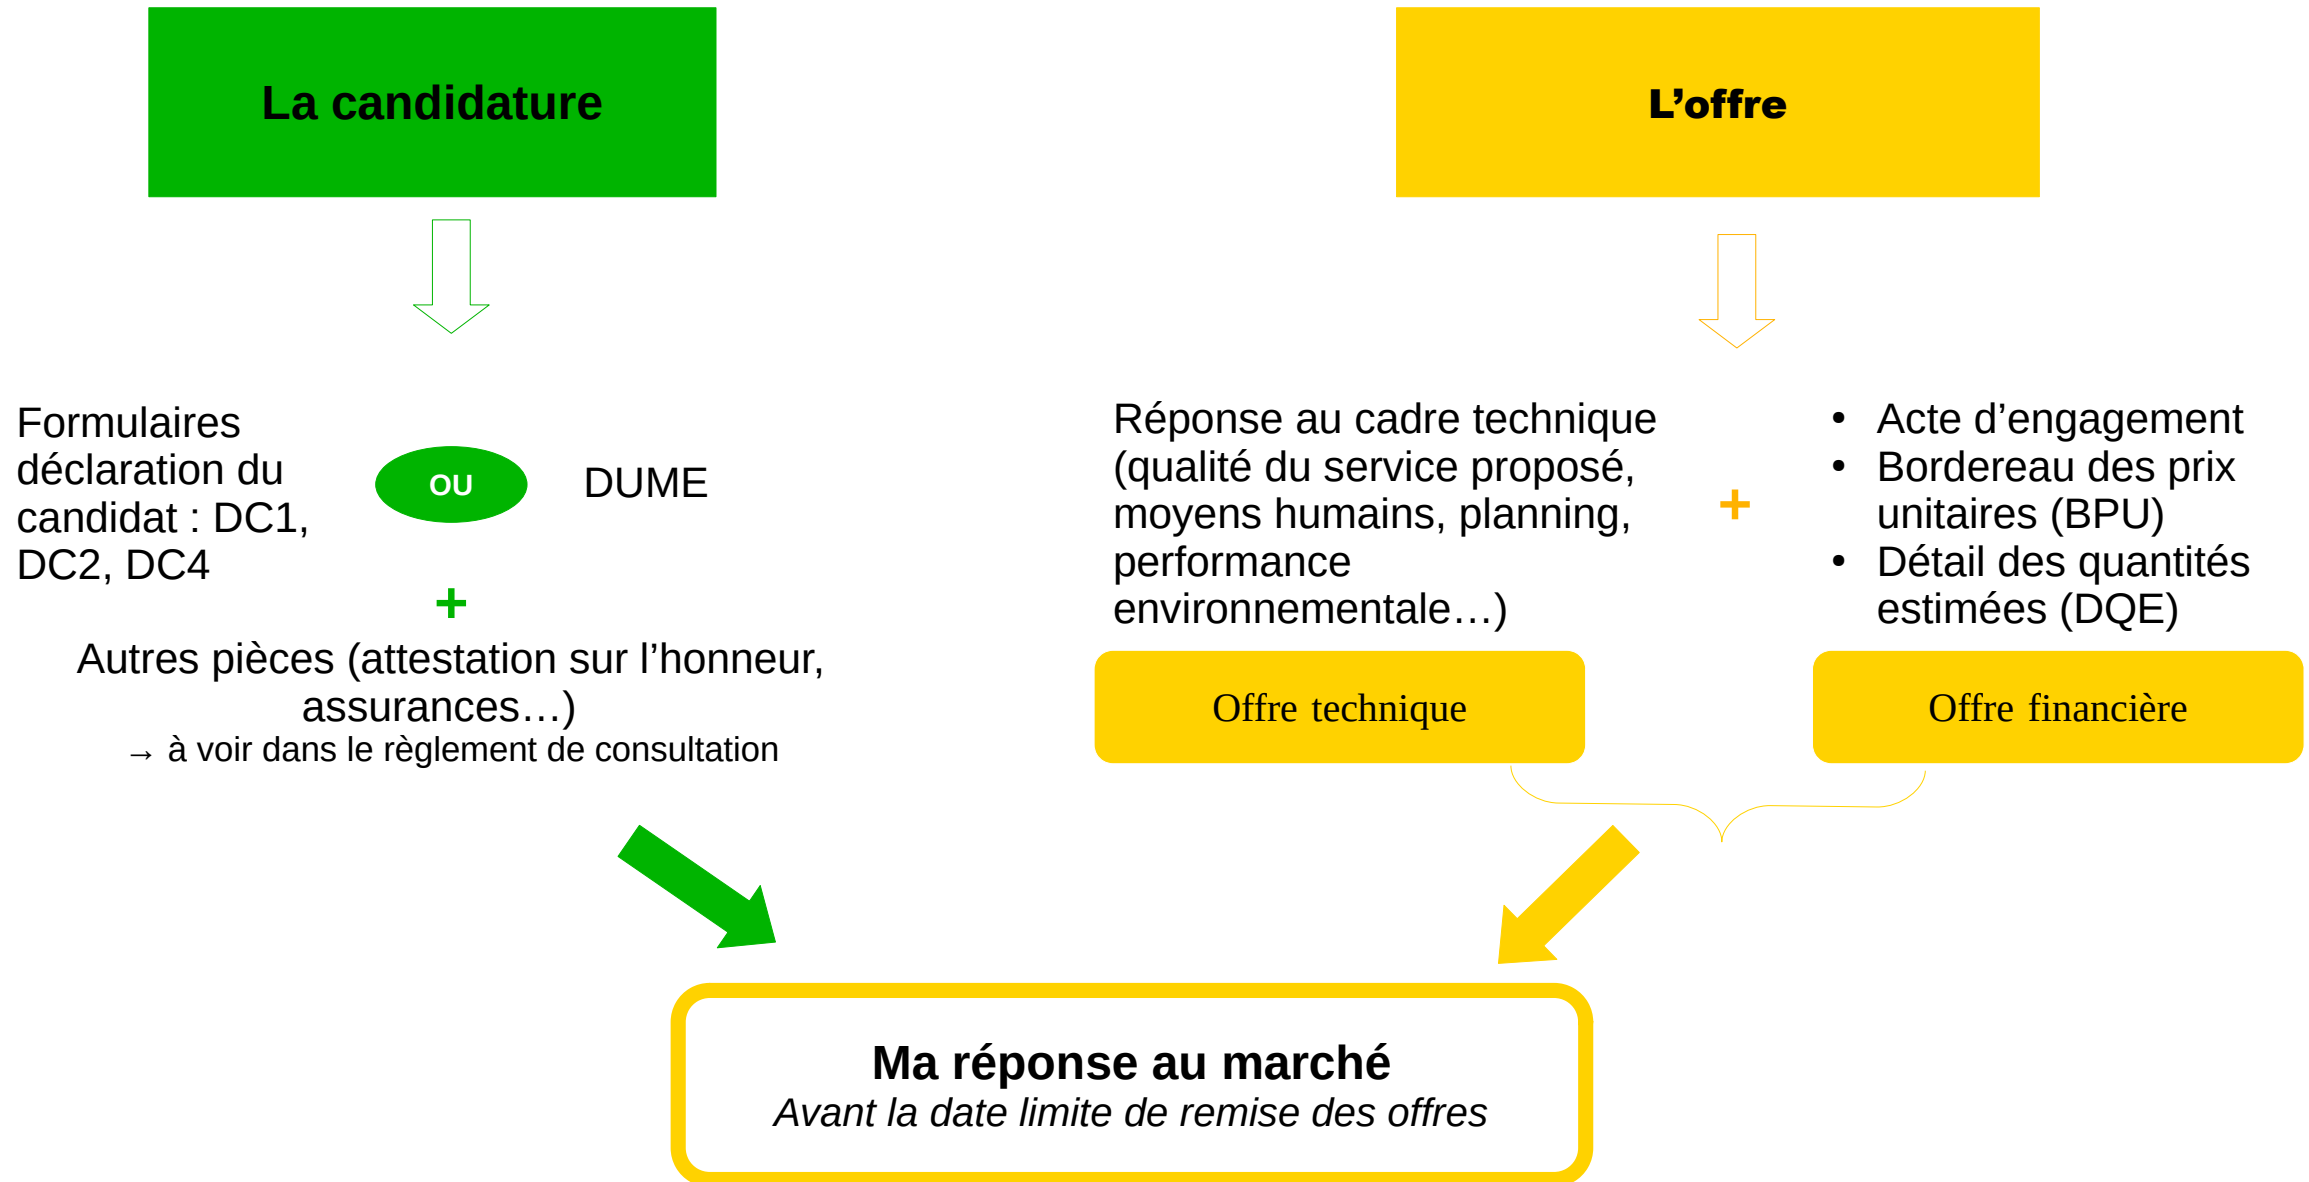 La candidature
L’offre
Formulaires
déclaration du
candidat : DC1,
DC2, DC4
OU
DUME
+
Autres pièces (attestation sur l’honneur,
assurances…)
→ à voir dans le règlement de consultation
Réponse au cadre technique
(qualité du service proposé,
moyens humains, planning,
performance
environnementale…)
+
• Acte d’engagement
• Bordereau des prix
unitaires (BPU)
• Détail des quantités
estimées (DQE)
Offre technique
Offre financière
Ma réponse au marché
Avant la date limite de remise des offres